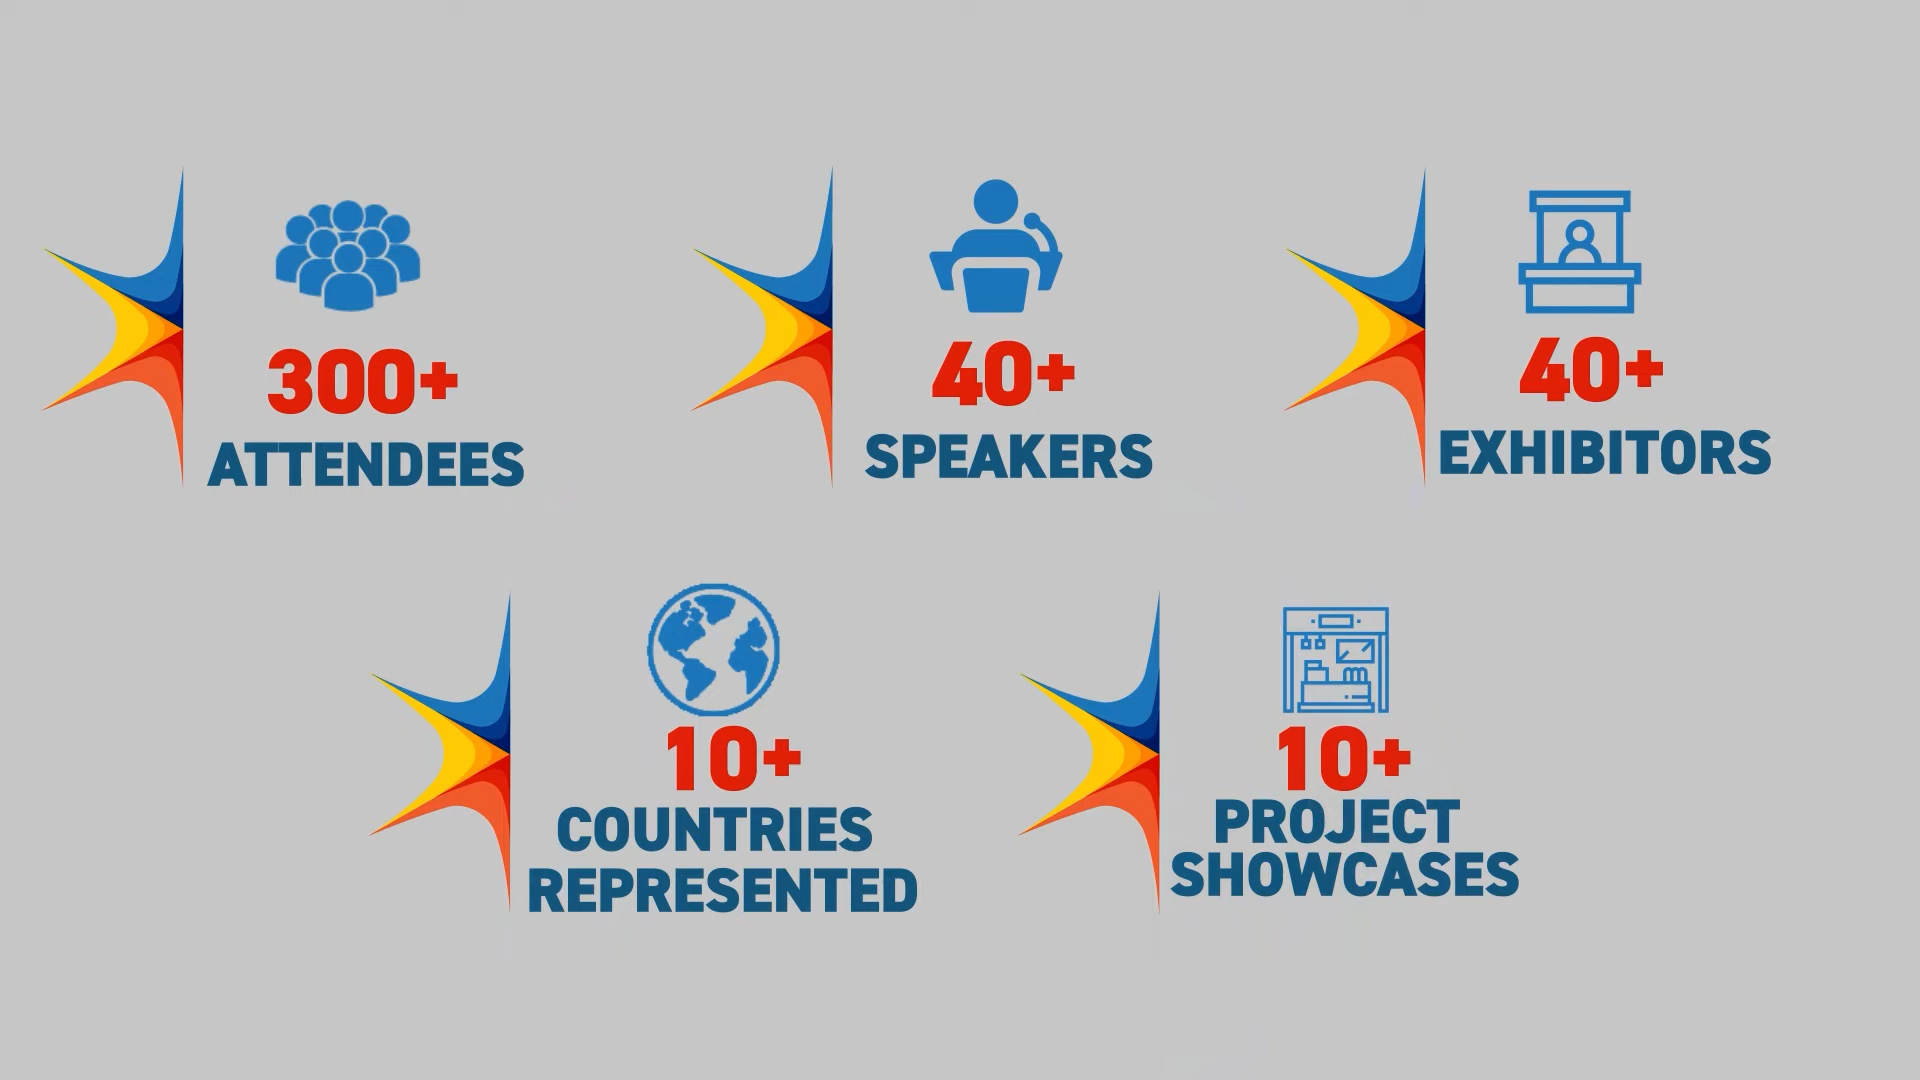 300+
ATTENDEES
40+
SPEAKERS
40+
EXHIBITORS
10+
COUNTRIES
REPRESENTED
10+
PROJECT
SHOWCASES